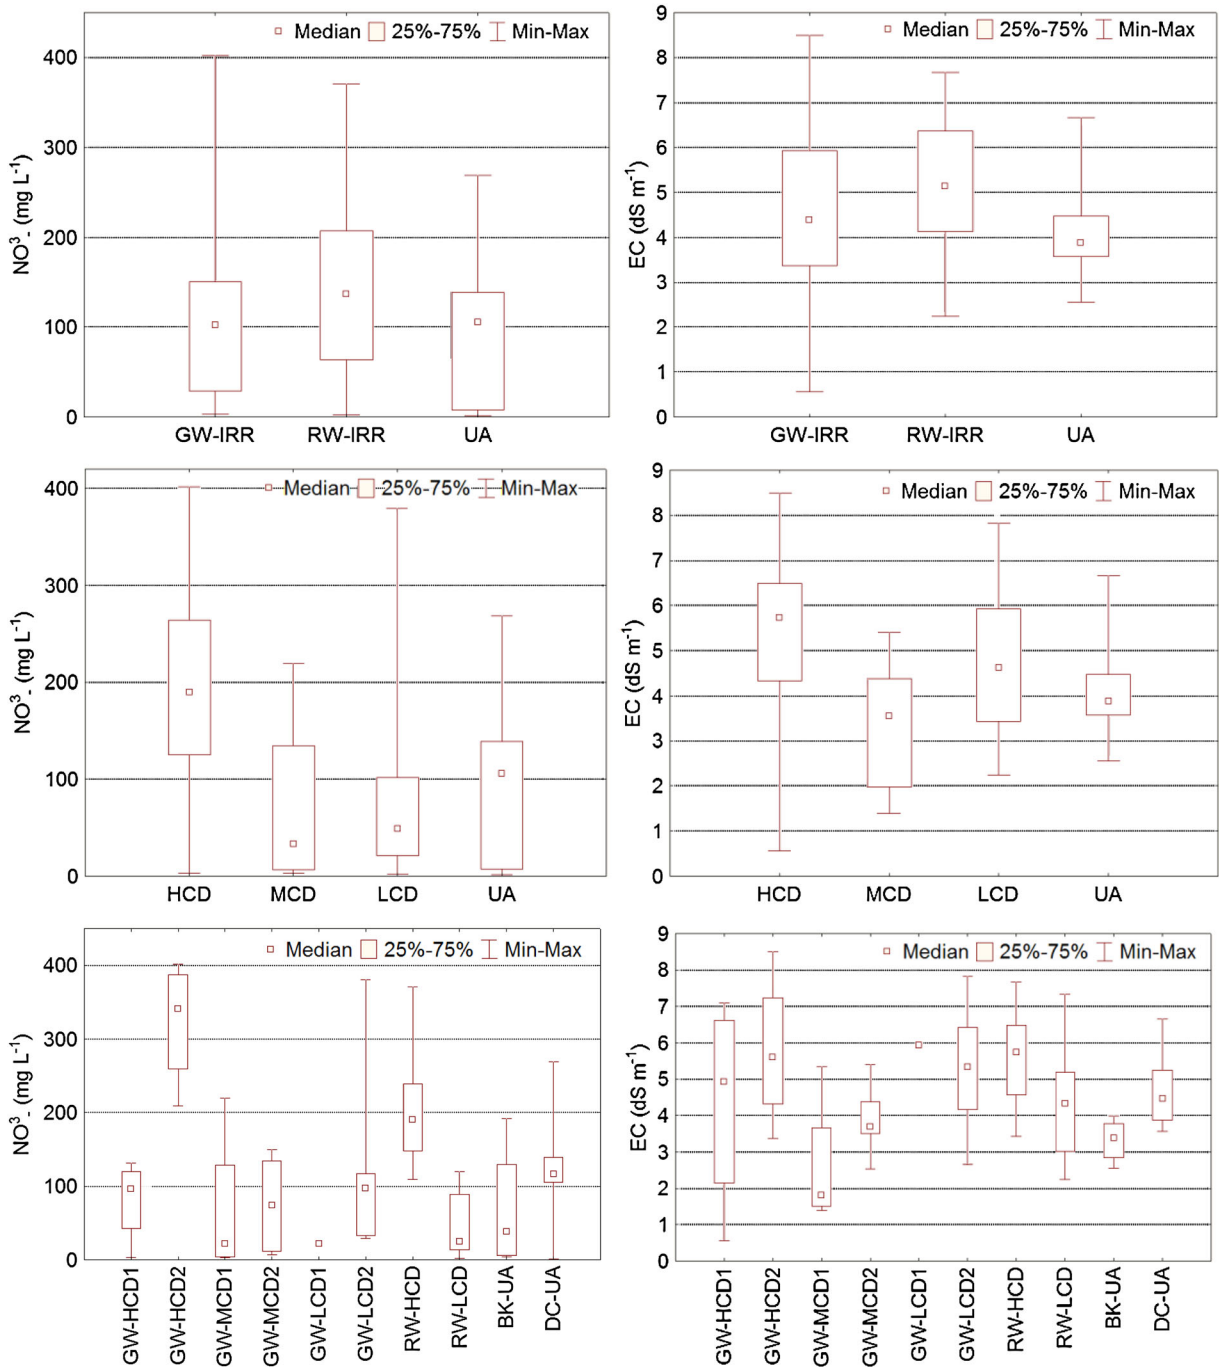 Median 25%-75% Min-Max
NO³₋ (mg L⁻¹)
400
300
200
100
0
GW-IRR RW-IRR UA
Median 25%-75% Min-Max
EC (dS m⁻¹)
9
8
7
6
5
4
3
2
1
0
GW-IRR RW-IRR UA
Median 25%-75% Min-Max
NO³₋ (mg L⁻¹)
400
300
200
100
0
HCD MCD LCD UA
Median 25%-75% Min-Max
EC (dS m⁻¹)
9
8
7
6
5
4
3
2
1
0
HCD MCD LCD UA
Median 25%-75% Min-Max
NO³₋ (mg L⁻¹)
400
300
200
100
0
GW-HCD1
GW-HCD2
GW-MCD1
GW-MCD2
GW-LCD1
GW-LCD2
RW-HCD
RW-LCD
BK-UA
DC-UA
Median 25%-75% Min-Max
EC (dS m⁻¹)
9
8
7
6
5
4
3
2
1
0
GW-HCD1
GW-HCD2
GW-MCD1
GW-MCD2
GW-LCD1
GW-LCD2
RW-HCD
RW-LCD
BK-UA
DC-UA